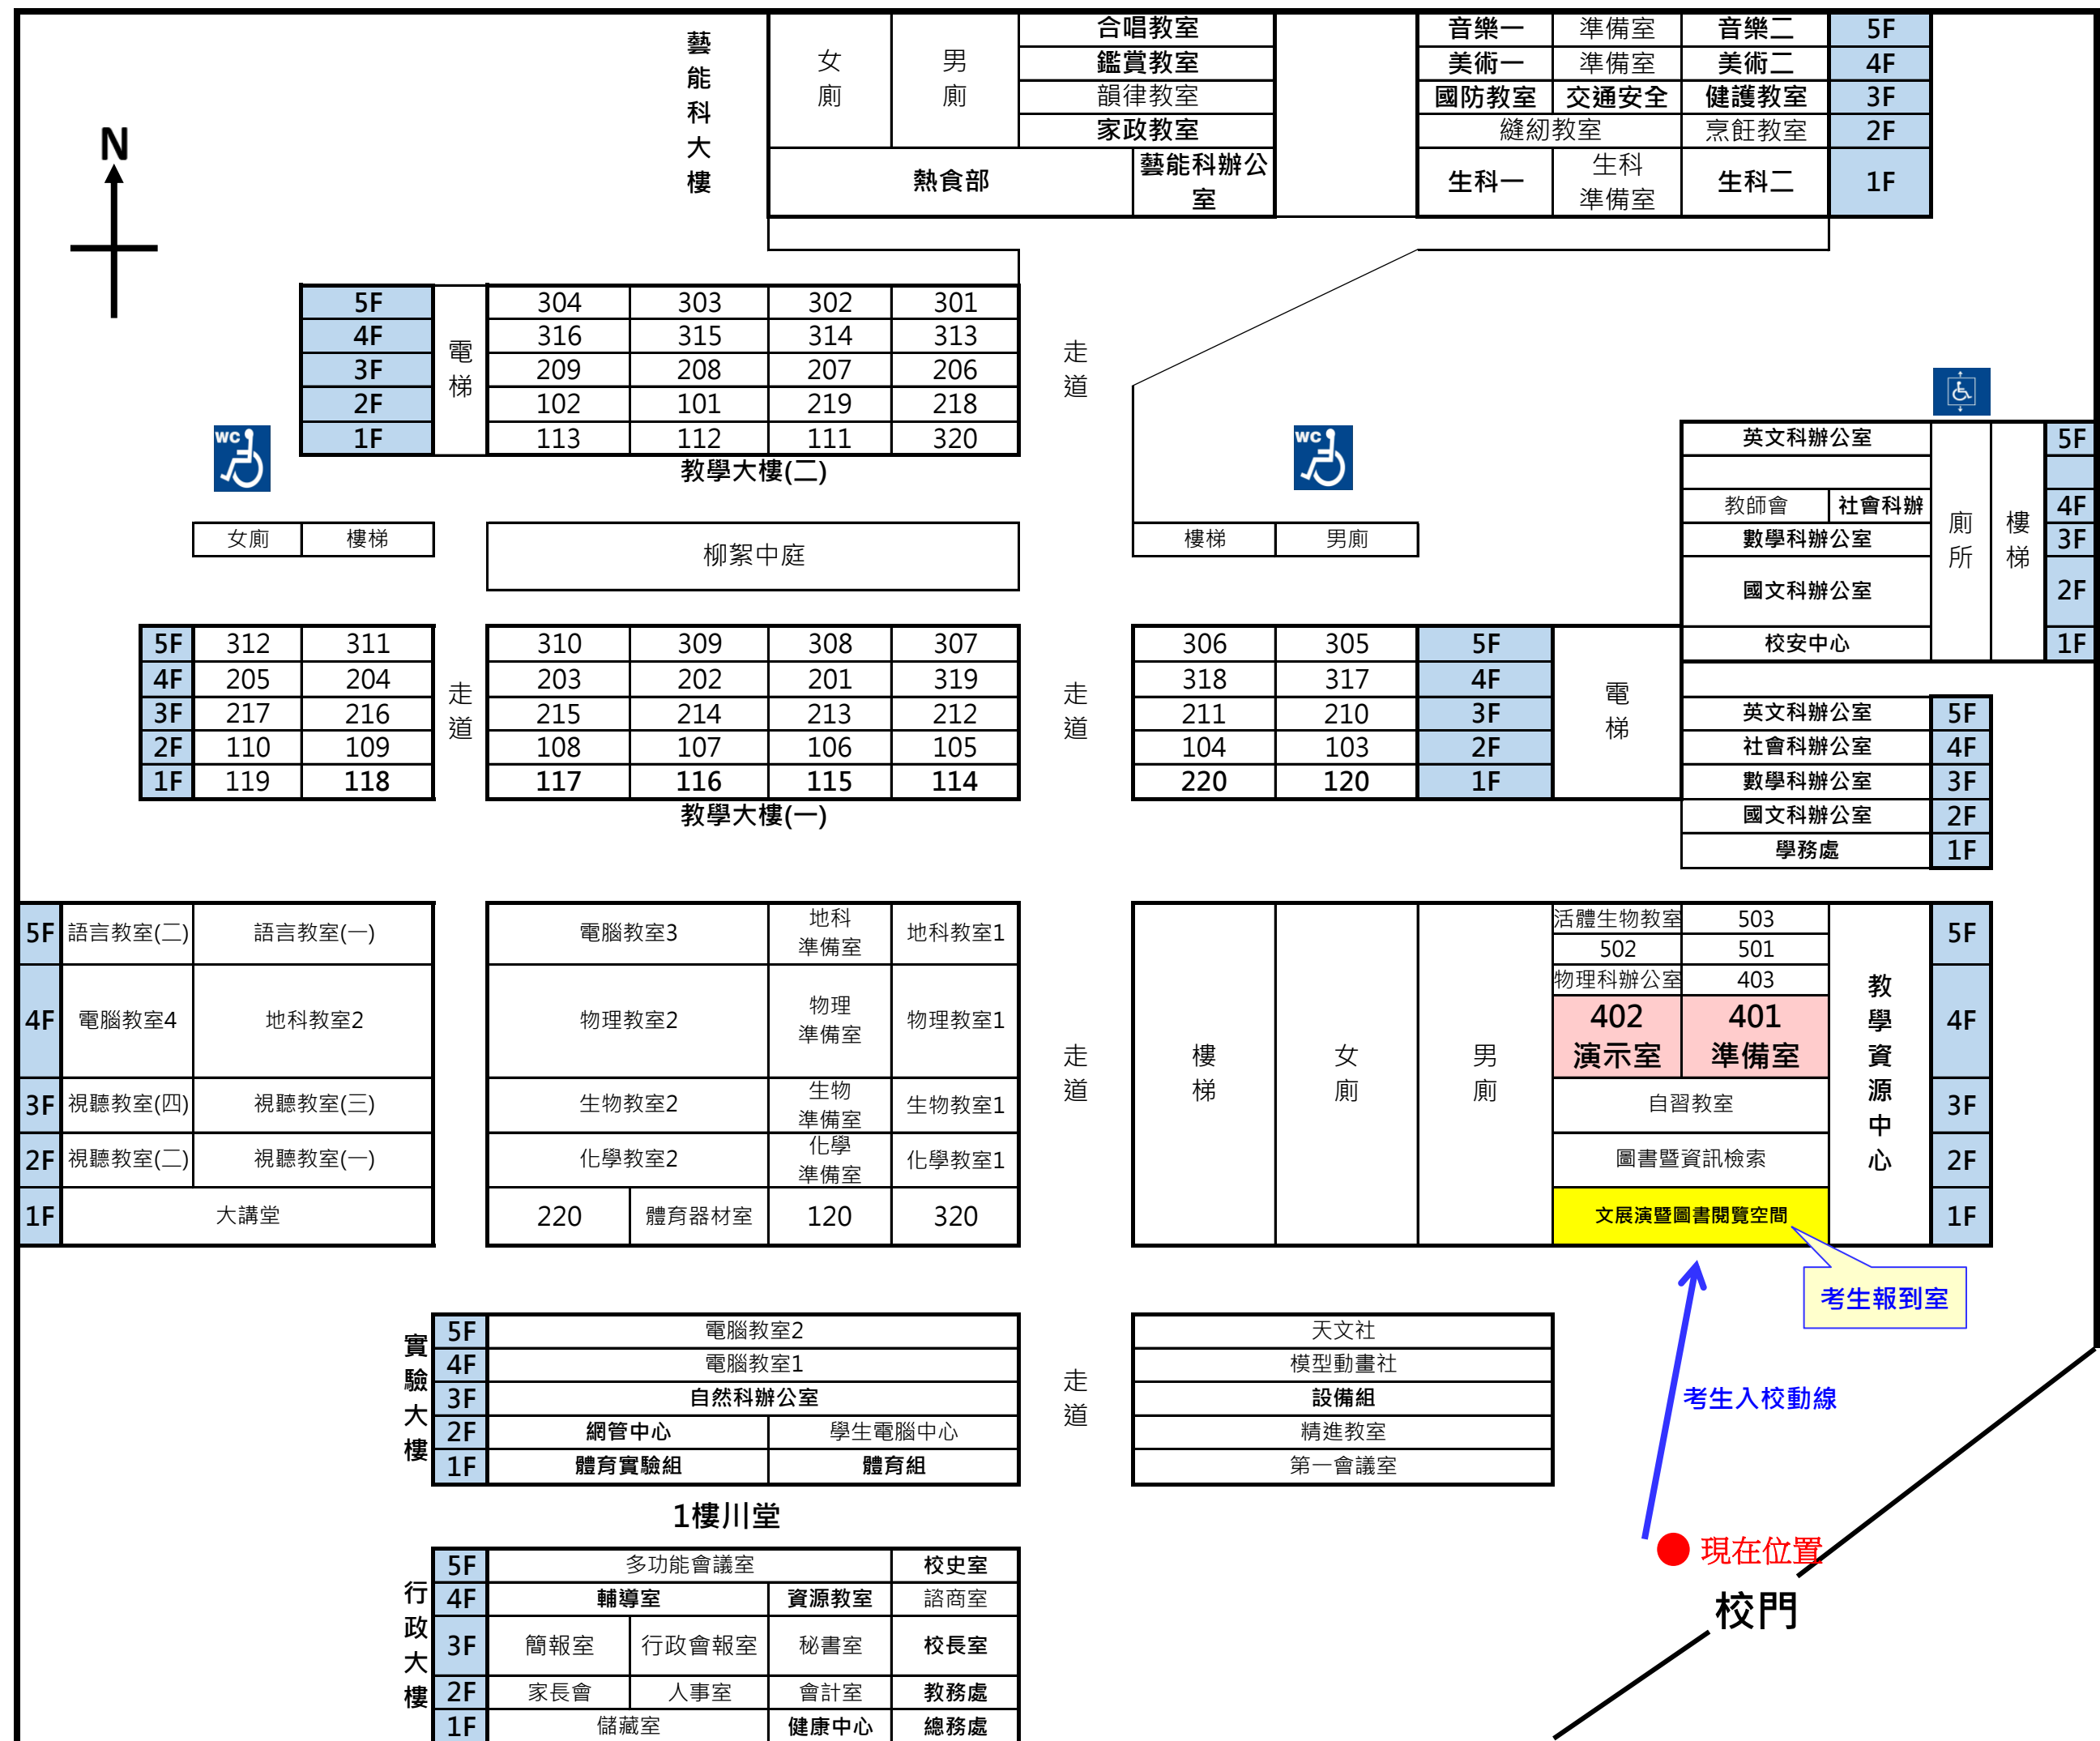 藝能科大樓
女廁 男廁 合唱教室 音樂一 準備室 音樂二 5F
鑑賞教室 美術一 準備室 美術二 4F
韻律教室 國防教室 交通安全 健護教室 3F
家政教室 縫紉教室 烹飪教室 2F
熱食部 藝能科辦公室 生科一 生科準備室 生科二 1F
N
電梯
5F 304 303 302 301
4F 316 315 314 313
3F 209 208 207 206
2F 102 101 219 218
1F 113 112 111 320
走道
教學大樓(二)
WC
WC
英文科辦公室 5F
教師會 社會科辦 4F
數學科辦公室 3F
國文科辦公室 2F
校安中心 1F
廁所 樓梯
女廁 樓梯 柳絮中庭 樓梯 男廁
5F 312 311 310 309 308 307 306 305 5F
4F 205 204 203 202 201 319 318 317 4F
3F 217 216 215 214 213 212 211 210 3F
2F 110 109 108 107 106 105 104 103 2F
1F 119 118 117 116 115 114 220 120 1F
走道 走道 電梯
教學大樓(一)
英文科辦公室 5F
社會科辦公室 4F
數學科辦公室 3F
國文科辦公室 2F
學務處 1F
5F 語言教室(二) 語言教室(一) 電腦教室3 地科準備室 地科教室1
4F 電腦教室4 地科教室2 物理教室2 物理準備室 物理教室1
3F 視聽教室(四) 視聽教室(三) 生物教室2 生物準備室 生物教室1
2F 視聽教室(二) 視聽教室(一) 化學教室2 化學準備室 化學教室1
1F 大講堂 220 體育器材室 120 320
走道
樓梯 女廁 男廁
活體生物教室 503 5F
502 501
物理科辦公室 403 4F
402 演示室 401 準備室
自習教室 3F
圖書暨資訊檢索 2F
文展演暨圖書閱覽空間 1F
教學資源中心
考生報到室
考生入校動線
實驗大樓
5F 電腦教室2 天文社
4F 電腦教室1 模型動畫社
3F 自然科辦公室 設備組
2F 網管中心 學生電腦中心 精進教室
1F 體育實驗組 體育組 第一會議室
走道
1樓川堂
現在位置
校門
行政大樓
5F 多功能會議室 校史室
4F 輔導室 資源教室 諮商室
3F 簡報室 行政會報室 秘書室 校長室
2F 家長會 人事室 會計室 教務處
1F 儲藏室 健康中心 總務處